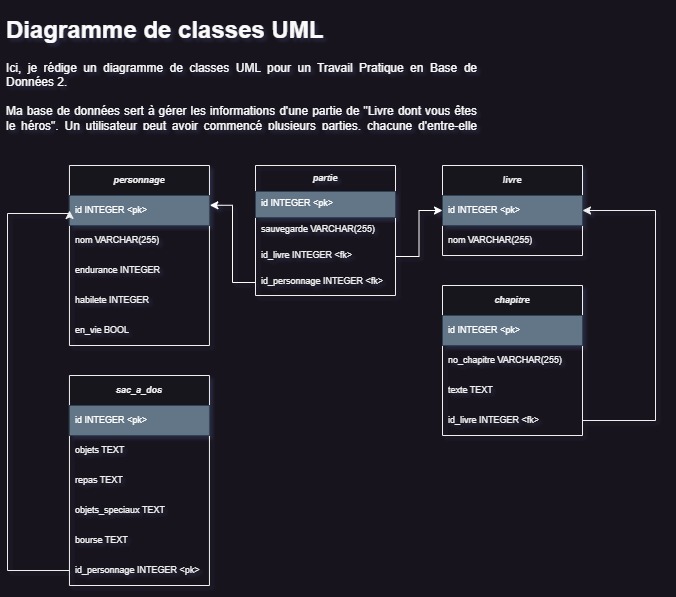 Diagramme de classes UML
Ici, je rédige un diagramme de classes UML pour un Travail Pratique en Base de
Données 2.
Ma base de données sert à gérer les informations d'une partie de "Livre dont vous êtes
le héros". Un utilisateur peut avoir commencé plusieurs parties, chacune d'entre-elle
personnage
id INTEGER <pk>
nom VARCHAR(255)
endurance INTEGER
habilete INTEGER
en_vie BOOL
partie
id INTEGER <pk>
sauvegarde VARCHAR(255)
id_livre INTEGER <fk>
id_personnage INTEGER <fk>
livre
id INTEGER <pk>
nom VARCHAR(255)
chapitre
id INTEGER <pk>
no_chapitre VARCHAR(255)
texte TEXT
id_livre INTEGER <fk>
sac_a_dos
id INTEGER <pk>
objets TEXT
repas TEXT
objets_speciaux TEXT
bourse TEXT
id_personnage INTEGER <pk>